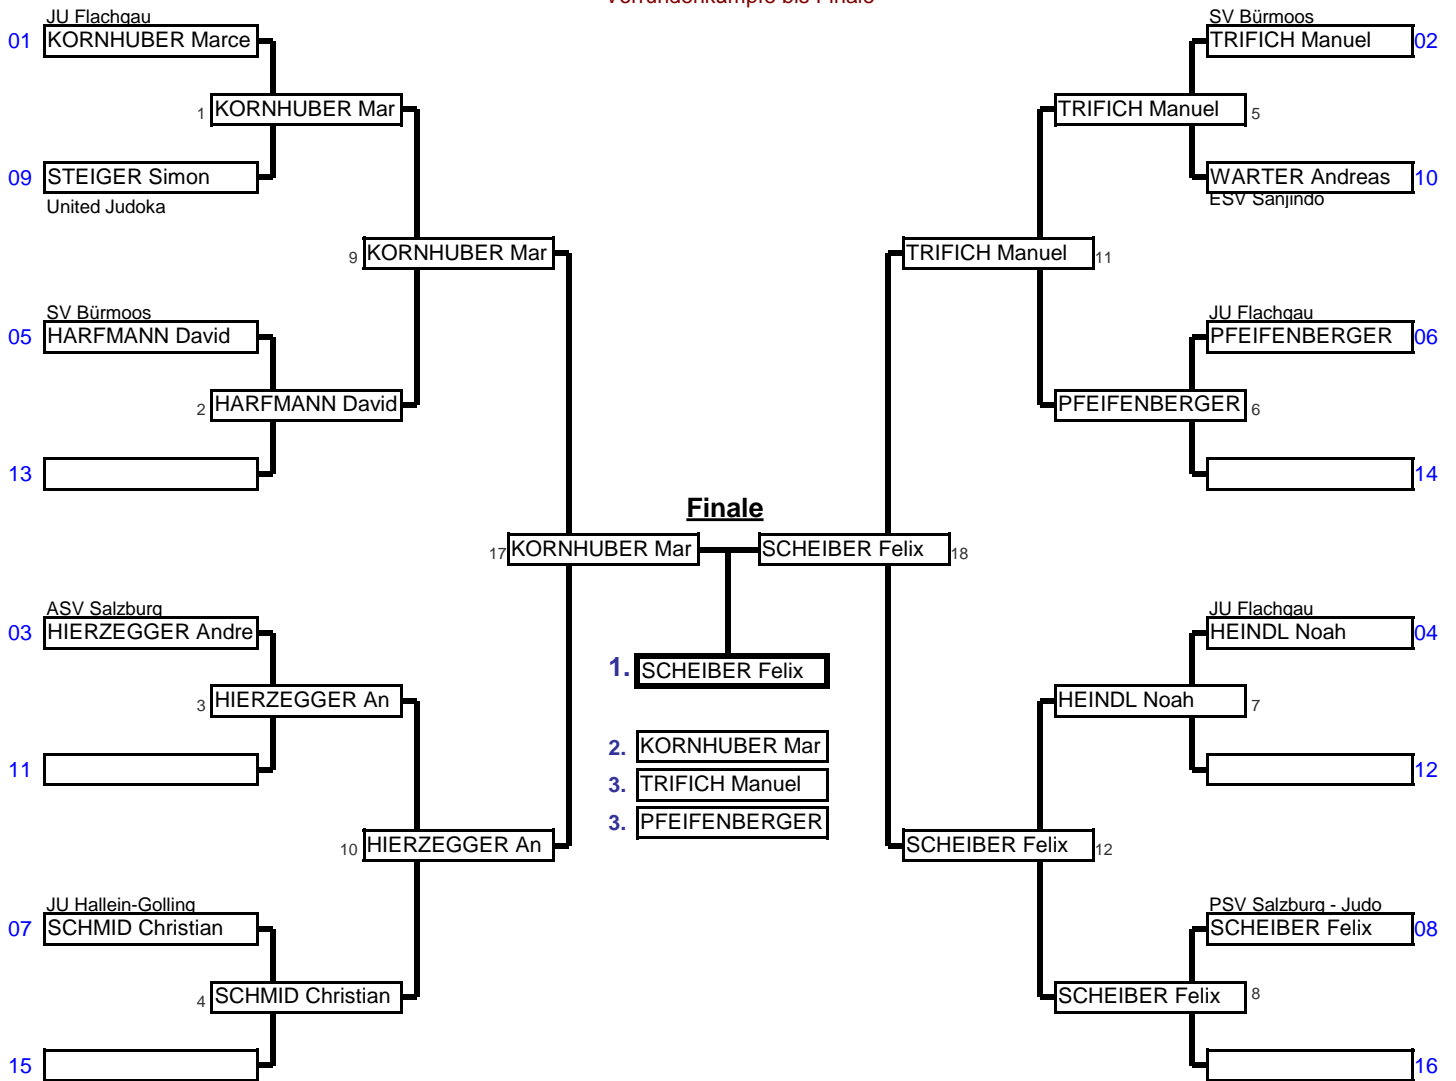 Vorrundenkämpfe bis Finale
JU Flachgau
01 KORNHUBER Marce
1 KORNHUBER Mar
09 STEIGER Simon
United Judoka
9 KORNHUBER Mar
SV Bürmoos
05 HARFMANN David
2 HARFMANN David
13
17 KORNHUBER Mar
ASV Salzburg
03 HIERZEGGER Andre
3 HIERZEGGER An
11
10 HIERZEGGER An
JU Hallein-Golling
07 SCHMID Christian
4 SCHMID Christian
15
Finale
1. SCHEIBER Felix
2. KORNHUBER Mar
3. TRIFICH Manuel
3. PFEIFENBERGER
SV Bürmoos
TRIFICH Manuel 02
TRIFICH Manuel 5
WARTER Andreas 10
ESV Sanjindo
TRIFICH Manuel 11
JU Flachgau
PFEIFENBERGER 06
PFEIFENBERGER 6
14
SCHEIBER Felix 18
JU Flachgau
HEINDL Noah 04
HEINDL Noah 7
12
SCHEIBER Felix 12
PSV Salzburg - Judo
SCHEIBER Felix 08
SCHEIBER Felix 8
16